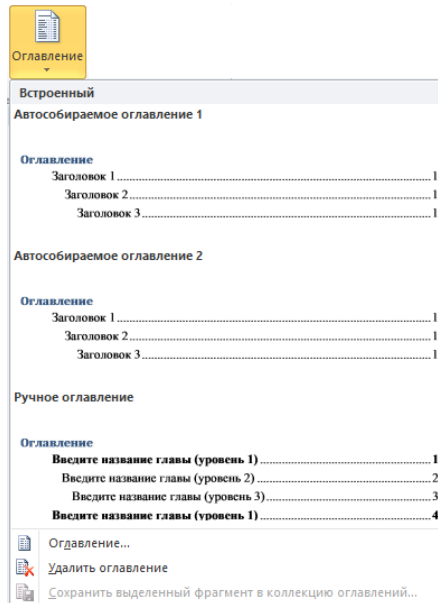 Оглавление
Встроенный
Автособираемое оглавление 1
Оглавление
Заголовок 1......1
Заголовок 2......1
Заголовок 3......1
Автособираемое оглавление 2
Оглавление
Заголовок 1......1
Заголовок 2......1
Заголовок 3......1
Ручное оглавление
Оглавление
Введите название главы (уровень 1)......1
Введите название главы (уровень 2)......2
Введите название главы (уровень 3)......3
Введите название главы (уровень 1)......4
Оглавление...
Удалить оглавление
Сохранить выделенный фрагмент в коллекцию оглавлений...